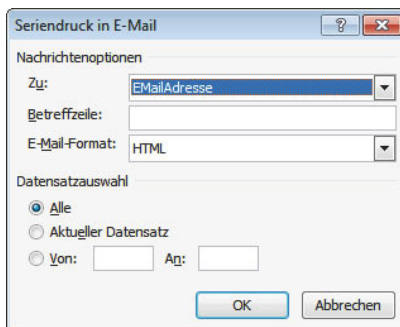 Seriendruck in E-Mail
Nachrichtenoptionen
Zu: EMailAdresse
Betreffzeile:
E-Mail-Format: HTML
Datensatzauswahl
Alle
Aktueller Datensatz
Von: An:
OK Abbrechen